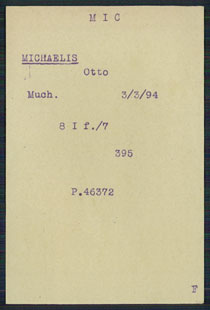 M I C
MICHAELIS
Otto
Much. 3/3/94
8 I f./7
395
P.46372
F